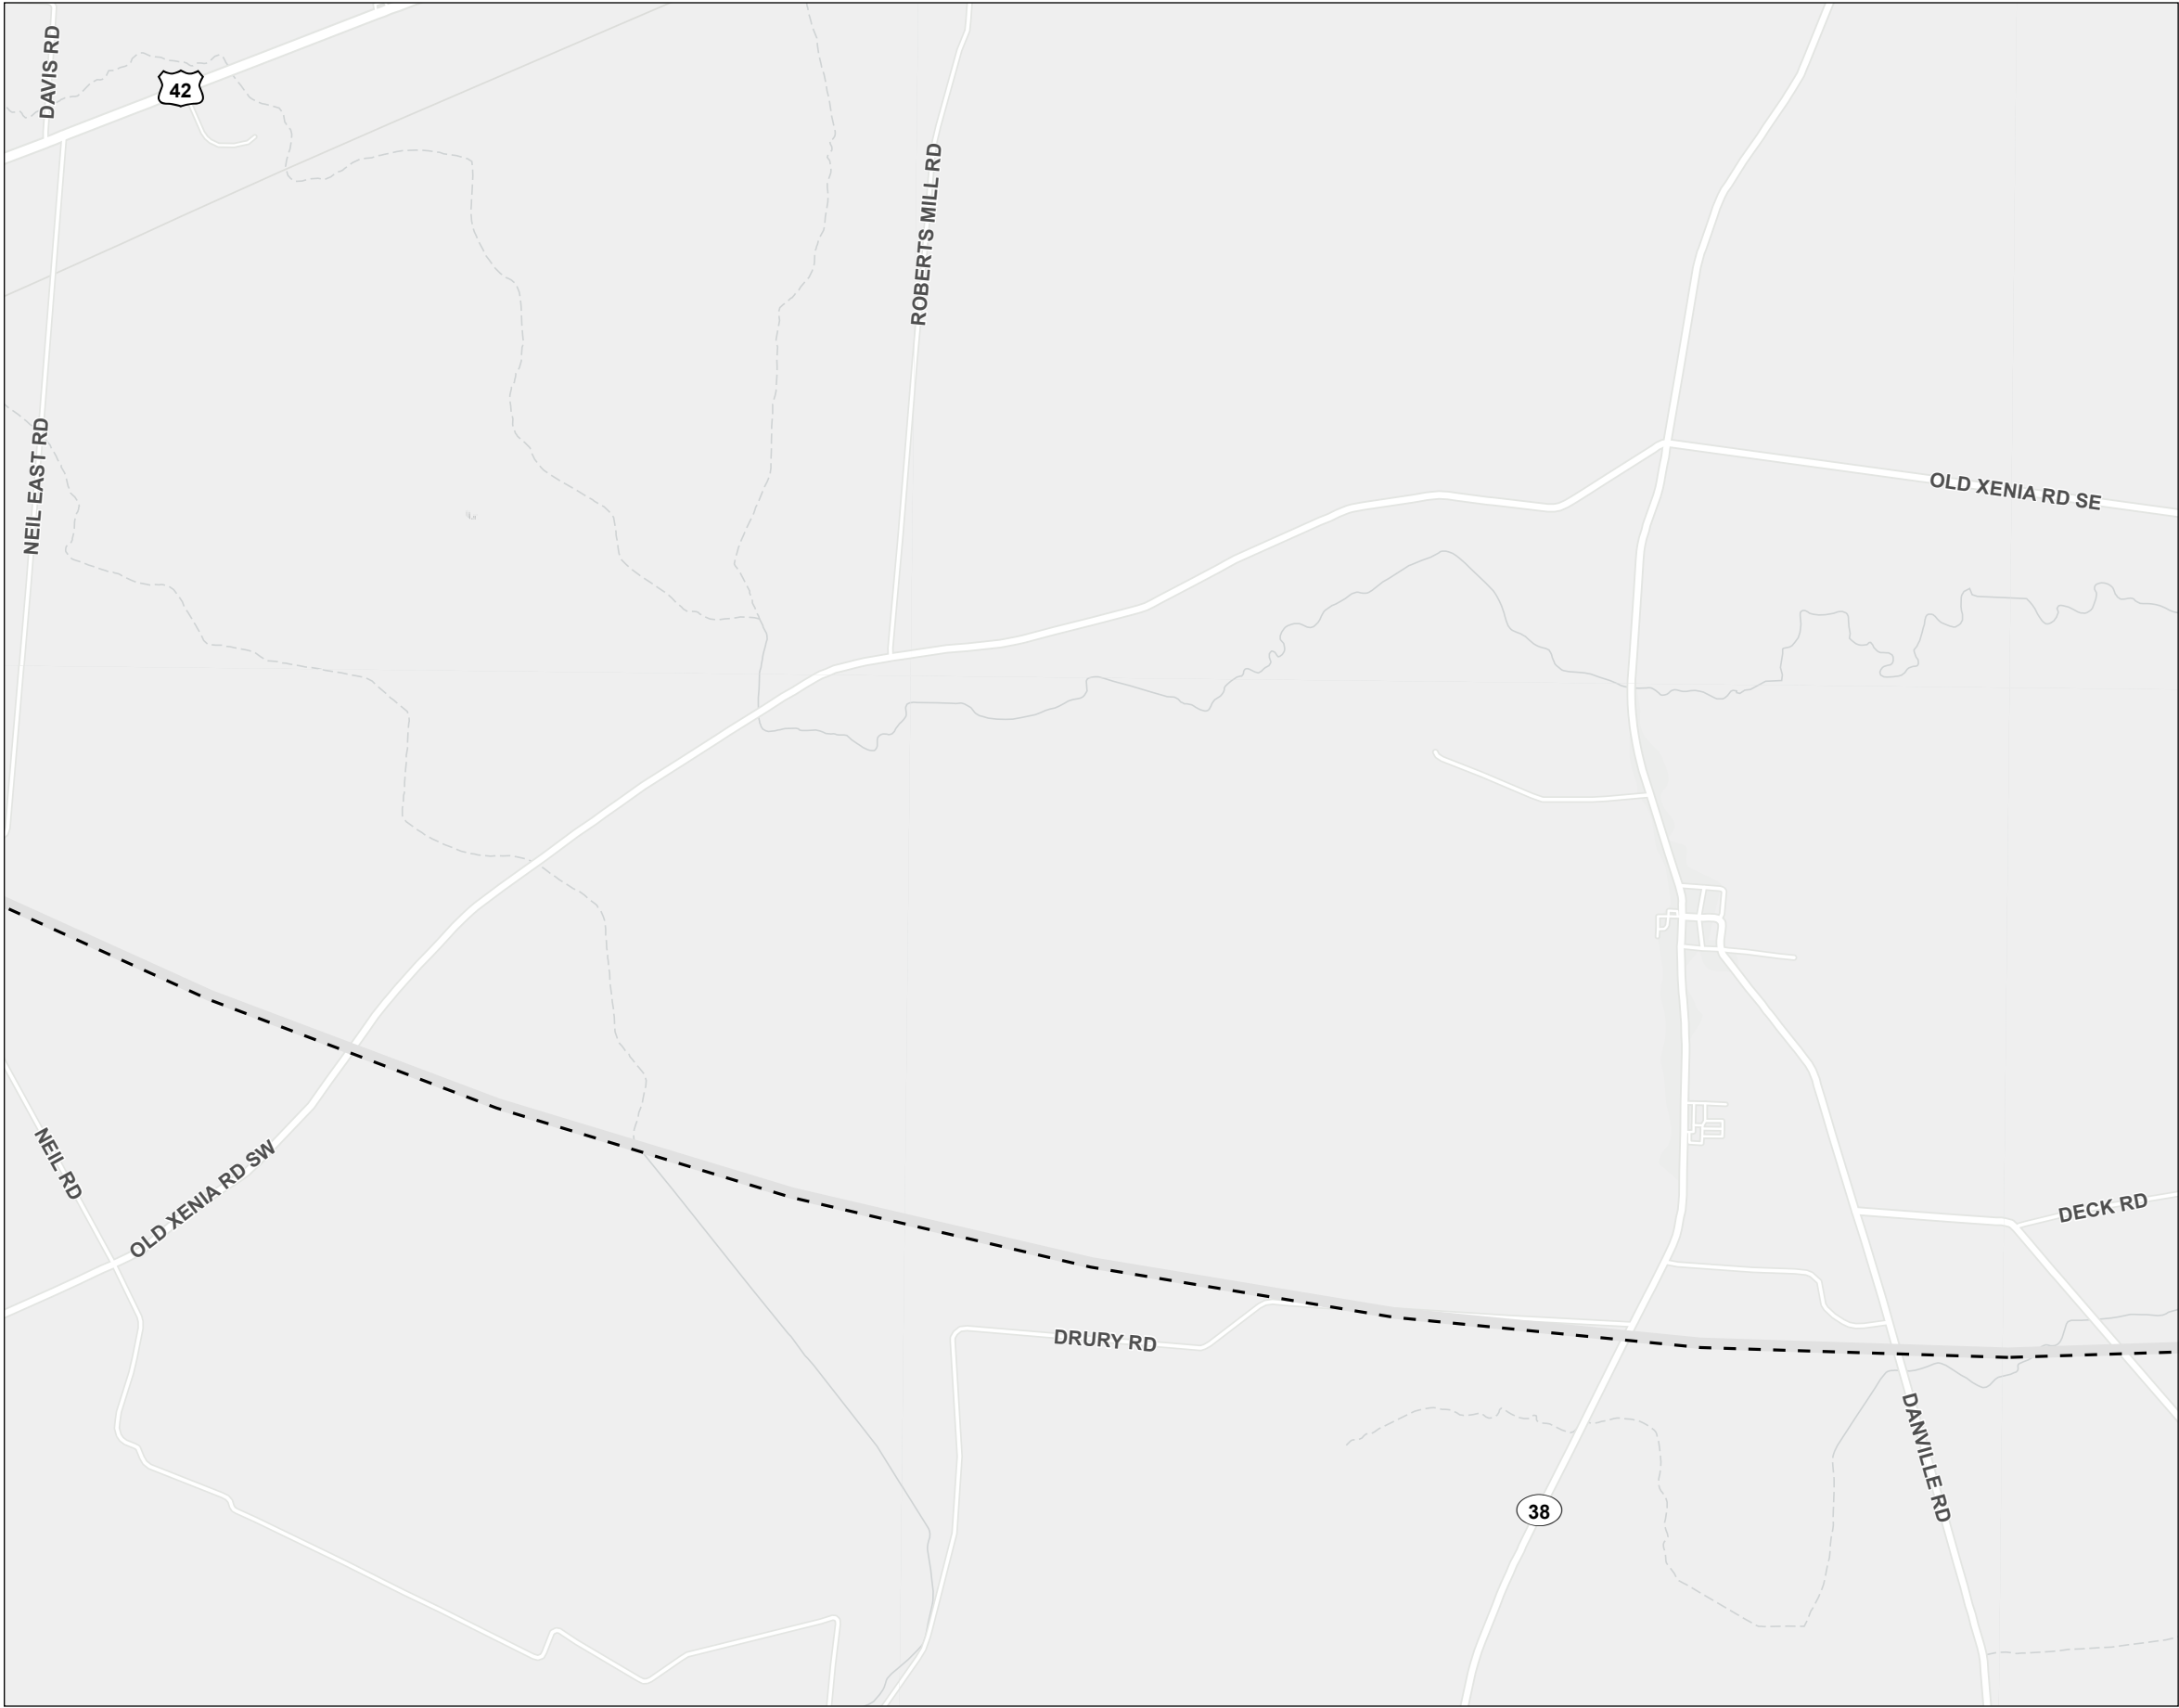 DAVIS RD
42
ROBERTS MILL RD
NEIL EAST RD
OLD XENIA RD SE
NEIL RD
OLD XENIA RD SW
DECK RD
DRURY RD
DANVILLE RD
38